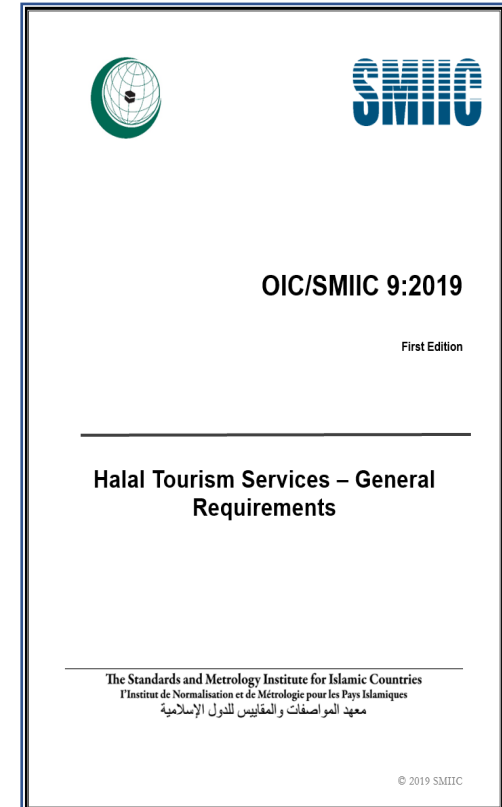 SMIIC
OIC/SMIIC 9:2019
First Edition
Halal Tourism Services – General
Requirements
The Standards and Metrology Institute for Islamic Countries
l'Institut de Normalisation et de Métrologie pour les Pays Islamiques
معهد المواصفات والمقاييس للدول الإسلامية
© 2019 SMIIC